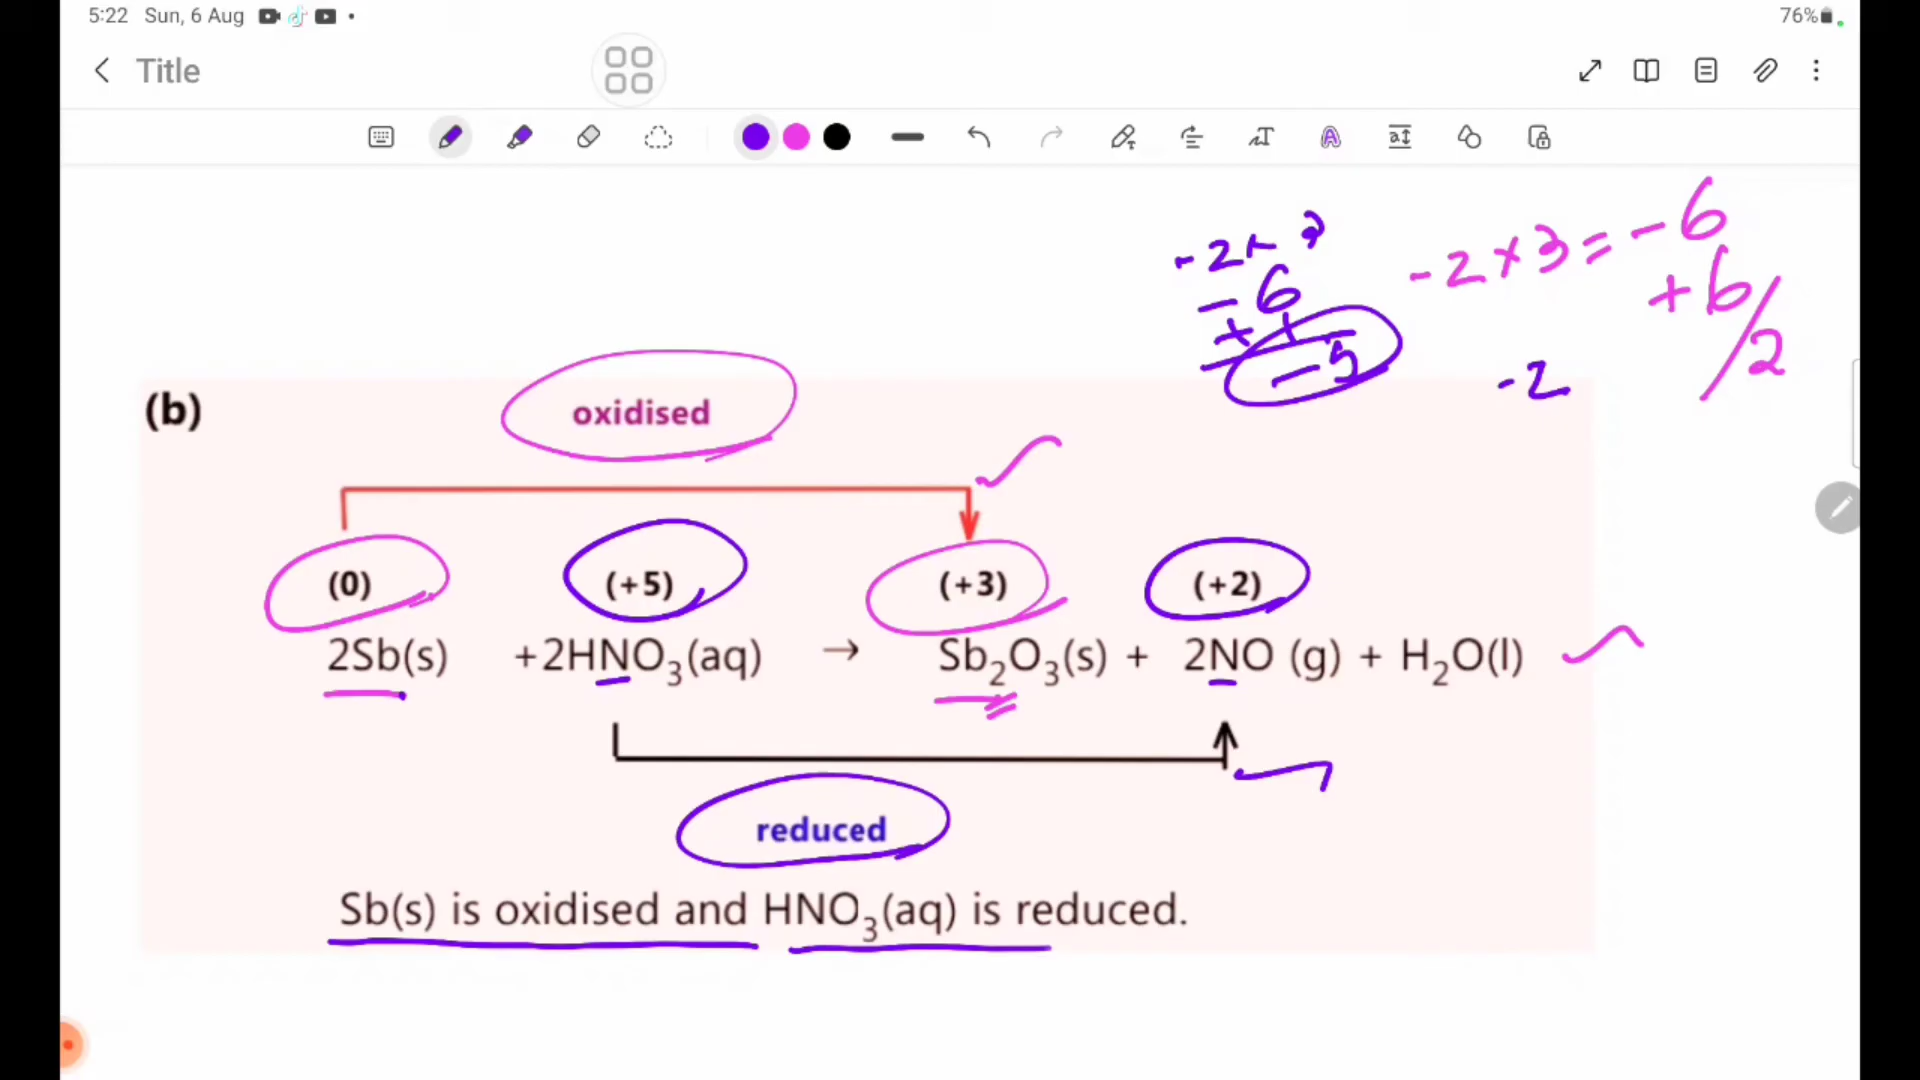 5:22 Sun, 6 Aug
76%
Title
-2 × 3 = -6
+6
/2
-6
+1
-5
-2
(b)
oxidised
(0) (+5) (+3) (+2)
2Sb(s) +2HNO₃(aq) → Sb₂O₃(s) + 2NO (g) + H₂O(l)
reduced
Sb(s) is oxidised and HNO₃(aq) is reduced.